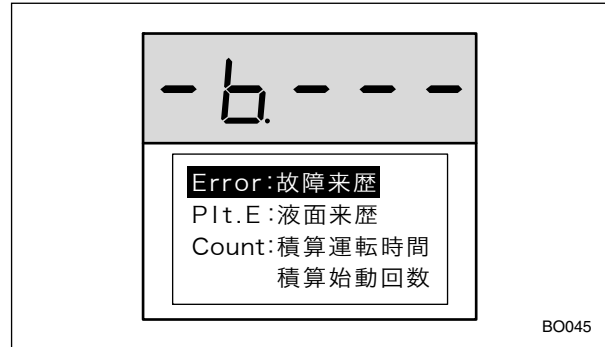 - b. - - -
Error:故障来歴
Plt.E:液面来歴
Count:積算運転時間
積算始動回数
BO045